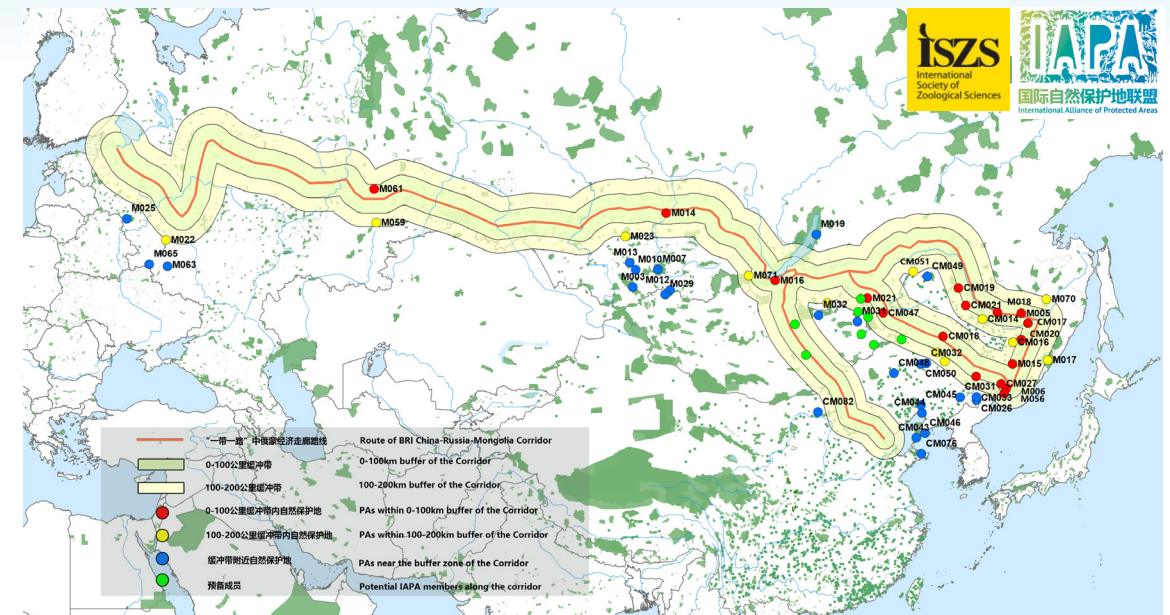 iszs
International
Society of
Zoological Sciences
IAPA
国际自然保护地联盟
International Alliance of Protected Areas
M061
M059
M025
M022
M065
M063
M014
M023
M013
M010
M007
M003
M012
M029
M019
M071
M016
CM051
CM049
CM019
CM021
M018
M070
M005
CM014
CM017
CM020
CM016
M021
M032
M031
CM047
CM018
CM032
CM048
CM050
M015
M017
CM031
CM027
M006
M056
CM033
CM026
CM045
CM044
CM046
CM043
CM076
CM082
“一带一路”中俄蒙经济走廊路线 Route of BRI China-Russia-Mongolia Corridor
0-100公里缓冲带 0-100km buffer of the Corridor
100-200公里缓冲带 100-200km buffer of the Corridor
0-100公里缓冲带内自然保护地 PAs within 0-100km buffer of the Corridor
100-200公里缓冲带内自然保护地 PAs within 100-200km buffer of the Corridor
缓冲带附近自然保护地 PAs near the buffer zone of the Corridor
预备成员 Potential IAPA members along the corridor